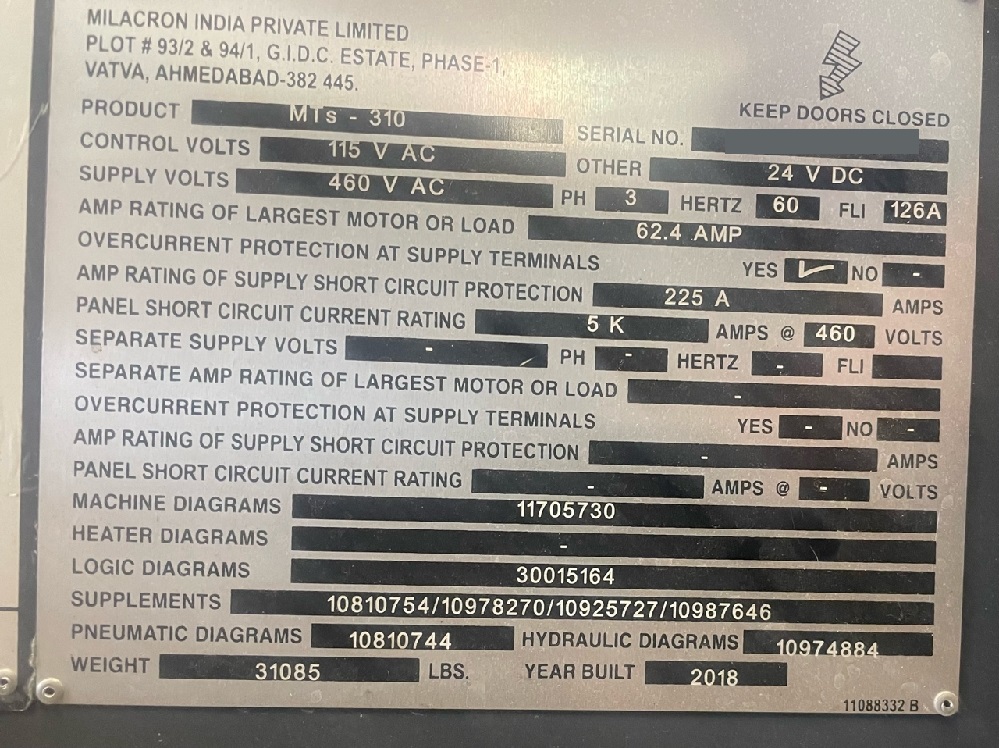 MILACRON INDIA PRIVATE LIMITED
PLOT # 93/2 & 94/1, G.I.D.C. ESTATE, PHASE-1,
VATVA, AHMEDABAD-382 445.
KEEP DOORS CLOSED
PRODUCT MTs - 310 SERIAL NO.
CONTROL VOLTS 115 V AC OTHER 24 V DC
SUPPLY VOLTS 460 V AC PH 3 HERTZ 60 FLI 126A
AMP RATING OF LARGEST MOTOR OR LOAD 62.4 AMP
OVERCURRENT PROTECTION AT SUPPLY TERMINALS YES ✓ NO -
AMP RATING OF SUPPLY SHORT CIRCUIT PROTECTION 225 A AMPS
PANEL SHORT CIRCUIT CURRENT RATING 5 K AMPS @ 460 VOLTS
SEPARATE SUPPLY VOLTS - PH - HERTZ - FLI
SEPARATE AMP RATING OF LARGEST MOTOR OR LOAD -
OVERCURRENT PROTECTION AT SUPPLY TERMINALS YES - NO -
AMP RATING OF SUPPLY SHORT CIRCUIT PROTECTION - AMPS
PANEL SHORT CIRCUIT CURRENT RATING - AMPS @ - VOLTS
MACHINE DIAGRAMS 11705730
HEATER DIAGRAMS -
LOGIC DIAGRAMS 30015164
SUPPLEMENTS 10810754/10978270/10925727/10987646
PNEUMATIC DIAGRAMS 10810744 HYDRAULIC DIAGRAMS 10974884
WEIGHT 31085 LBS. YEAR BUILT 2018
11088332 B